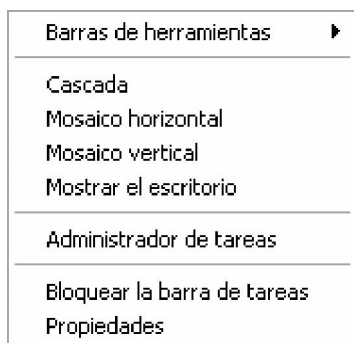 Barras de herramientas
Cascada
Mosaico horizontal
Mosaico vertical
Mostrar el escritorio
Administrador de tareas
Bloquear la barra de tareas
Propiedades